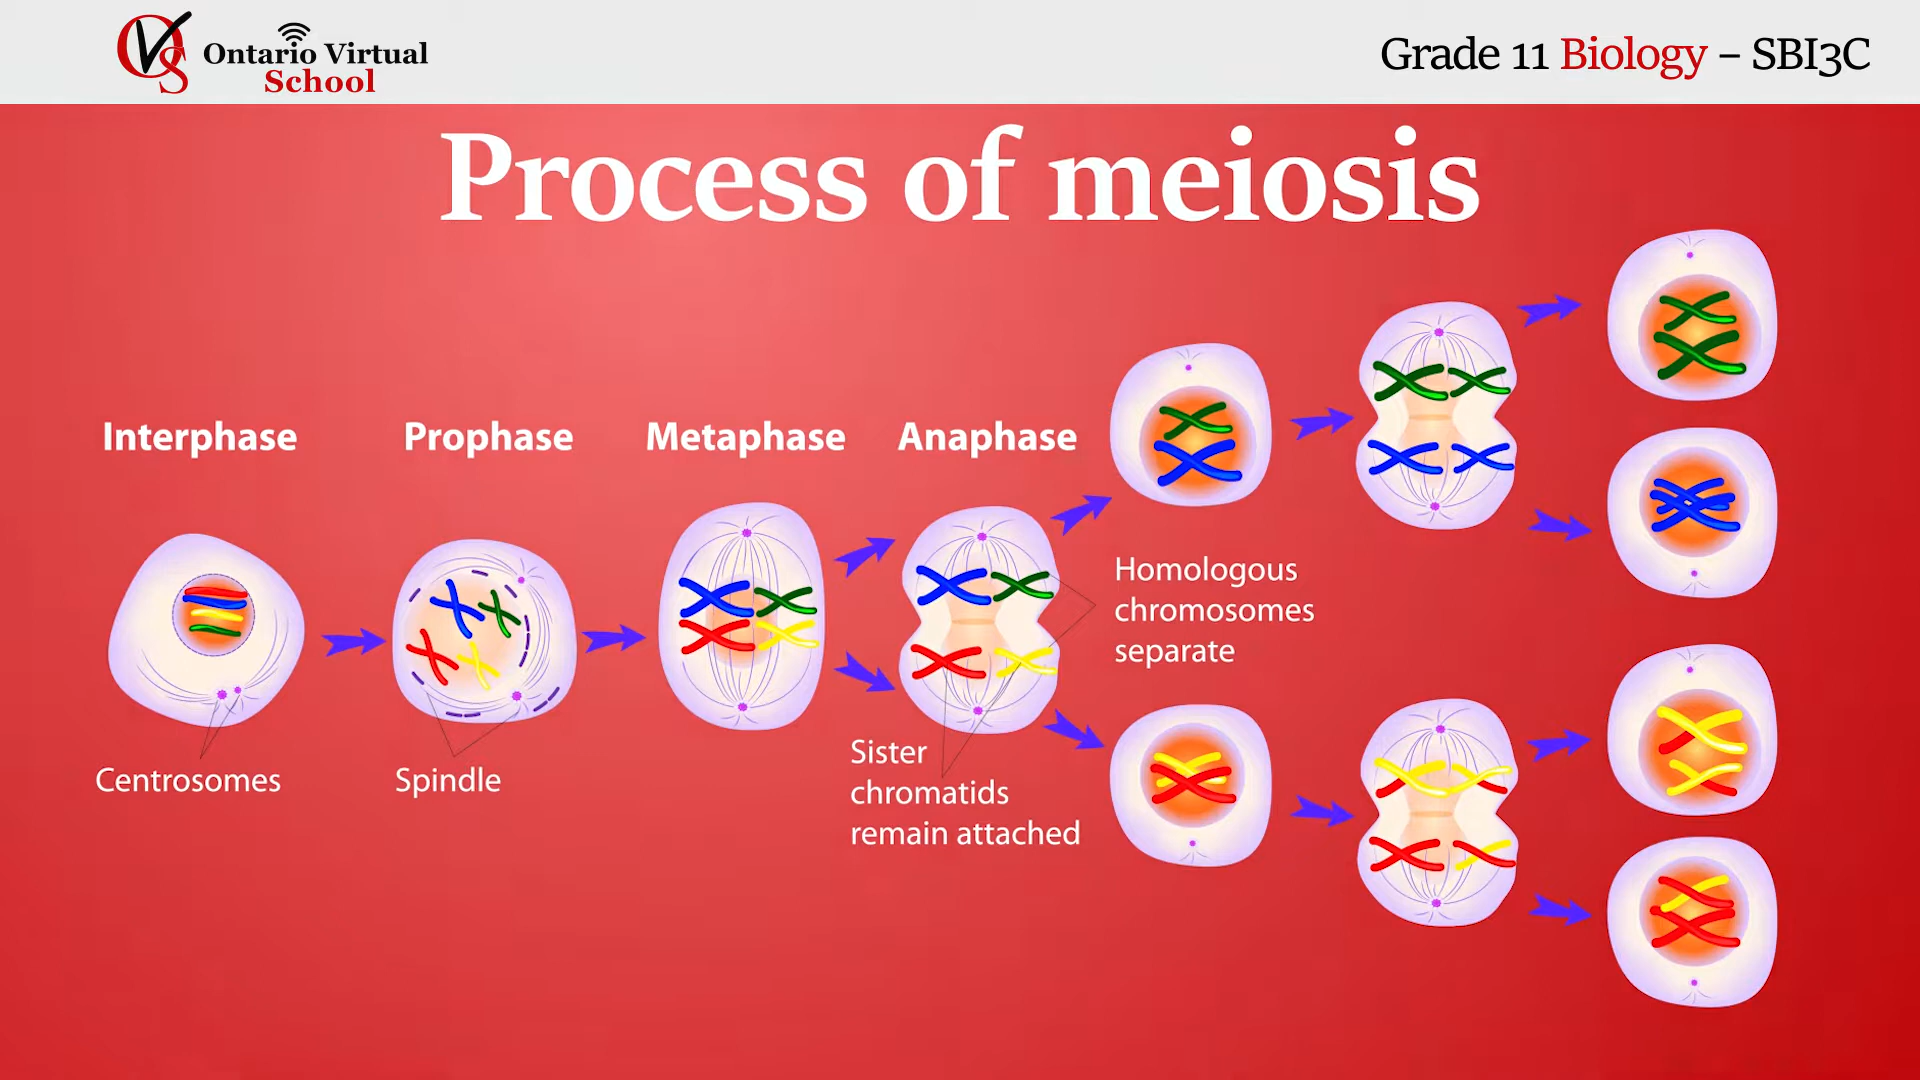 Ontario Virtual
School
Grade 11 Biology – SBI3C
Process of meiosis
Interphase
Prophase
Metaphase
Anaphase
Homologous
chromosomes
separate
Sister
chromatids
remain attached
Centrosomes
Spindle